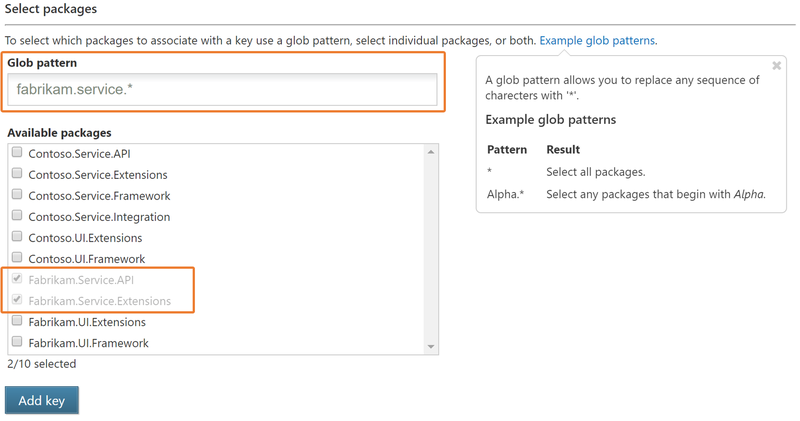 Select packages
To select which packages to associate with a key use a glob pattern, select individual packages, or both. Example glob patterns.
Glob pattern
fabrikam.service.*
A glob pattern allows you to replace any sequence of
charecters with '*'.
Example glob patterns
Pattern Result
* Select all packages.
Alpha.* Select any packages that begin with Alpha.
Available packages
Contoso.Service.API
Contoso.Service.Extensions
Contoso.Service.Framework
Contoso.Service.Integration
Contoso.UI.Extensions
Contoso.UI.Framework
Fabrikam.Service.API
Fabrikam.Service.Extensions
Fabrikam.UI.Extensions
Fabrikam.UI.Framework
2/10 selected
Add key